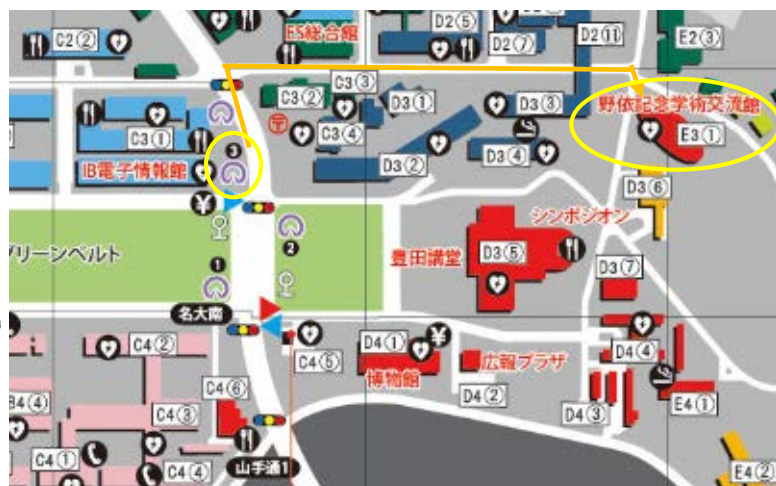 C2②
ES総合館
D2⑤
D2⑦
D2⑪
E2③
C3②
C3③
D3①
D3③
野依記念学術交流館
E3①
C3①
C3④
〒
IB電子情報館
❸
D3②
D3④
D3⑥
¥
❷
シンポジオン
グリーンベルト
豊田講堂
D3⑤
D3⑦
❶
名大南
C4②
C4⑤
D4①
¥
博物館
広報プラザ
D4②
D4④
B4④
C4③
C4⑥
D4③
E4①
C4①
C4④
山手通1
E4②